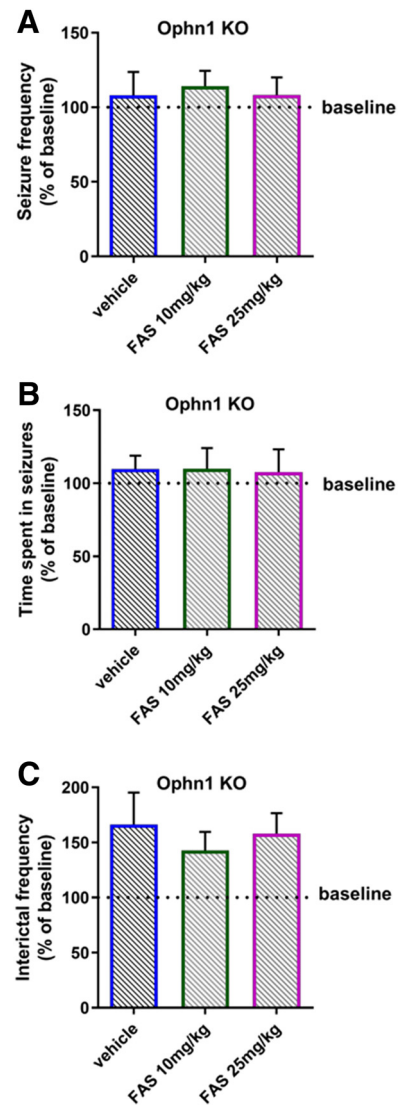 A
Ophn1 KO
Seizure frequency
(% of baseline)
150
100
50
0
baseline
vehicle
FAS 10mg/kg
FAS 25mg/kg
B
Ophn1 KO
Time spent in seizures
(% of baseline)
150
100
50
0
baseline
vehicle
FAS 10mg/kg
FAS 25mg/kg
C
Ophn1 KO
Interictal frequency
(% of baseline)
200
150
100
50
0
baseline
vehicle
FAS 10mg/kg
FAS 25mg/kg